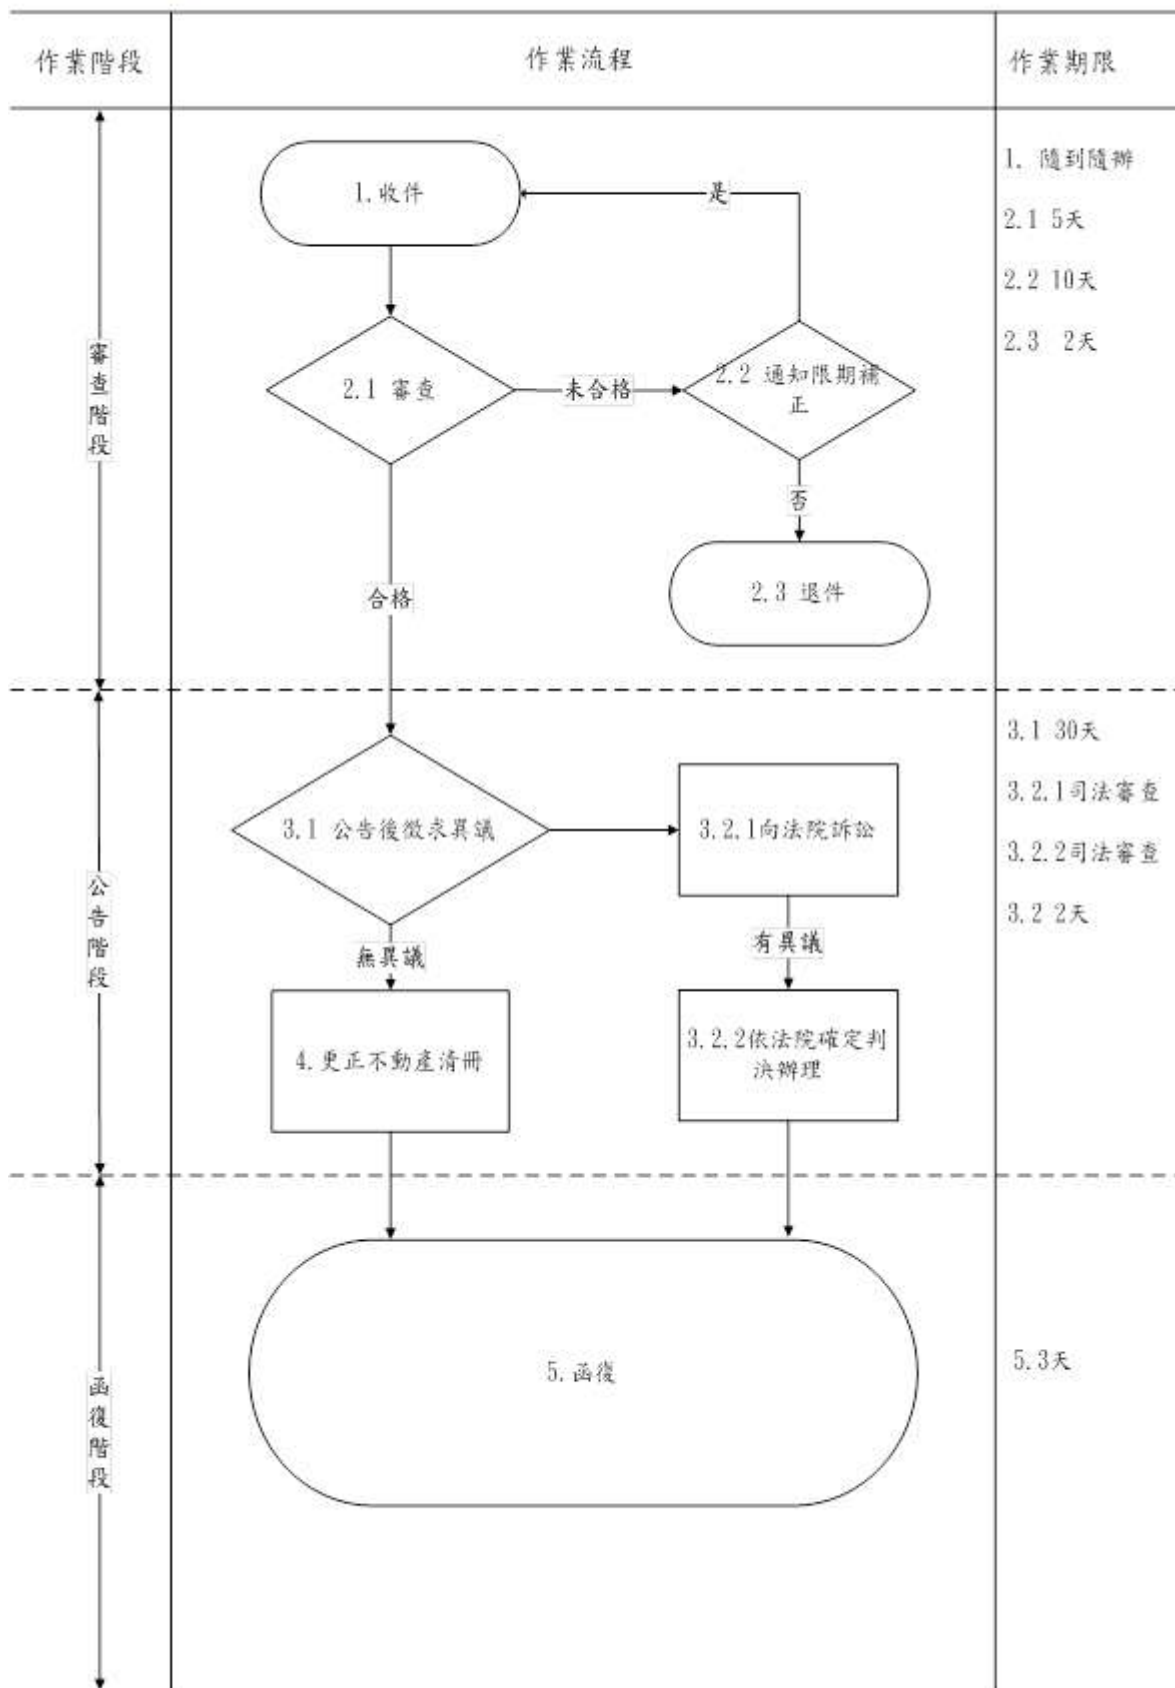 作業階段
作業流程
作業期限
審查階段
1.收件
是
2.1 審查
未合格
2.2 通知限期補
正
否
2.3 退件
合格
1. 隨到隨辦
2.1 5天
2.2 10天
2.3 2天
公告階段
3.1 公告後徵求異議
3.2.1向法院訴訟
無異議
有異議
4.更正不動產清冊
3.2.2依法院確定判
決辦理
3.1 30天
3.2.1司法審查
3.2.2司法審查
3.2 2天
函復階段
5.函復
5.3天